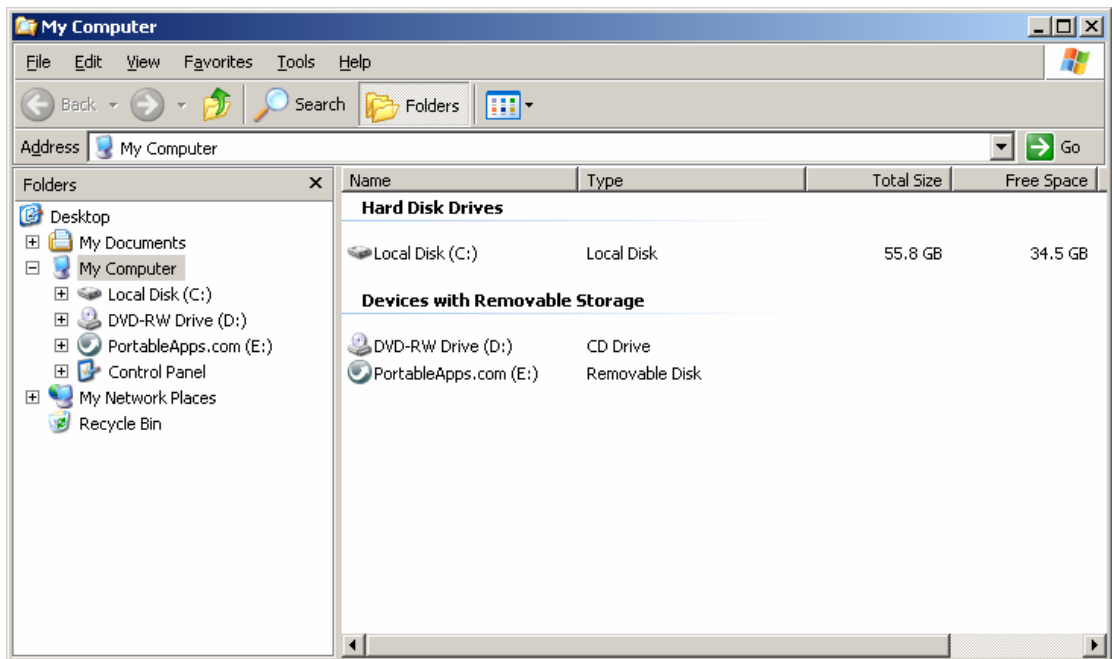 My Computer
File Edit View Favorites Tools Help
Back Search Folders
Address My Computer Go
Folders
Desktop
My Documents
My Computer
Local Disk (C:)
DVD-RW Drive (D:)
PortableApps.com (E:)
Control Panel
My Network Places
Recycle Bin
Name Type Total Size Free Space
Hard Disk Drives
Local Disk (C:) Local Disk 55.8 GB 34.5 GB
Devices with Removable Storage
DVD-RW Drive (D:) CD Drive
PortableApps.com (E:) Removable Disk